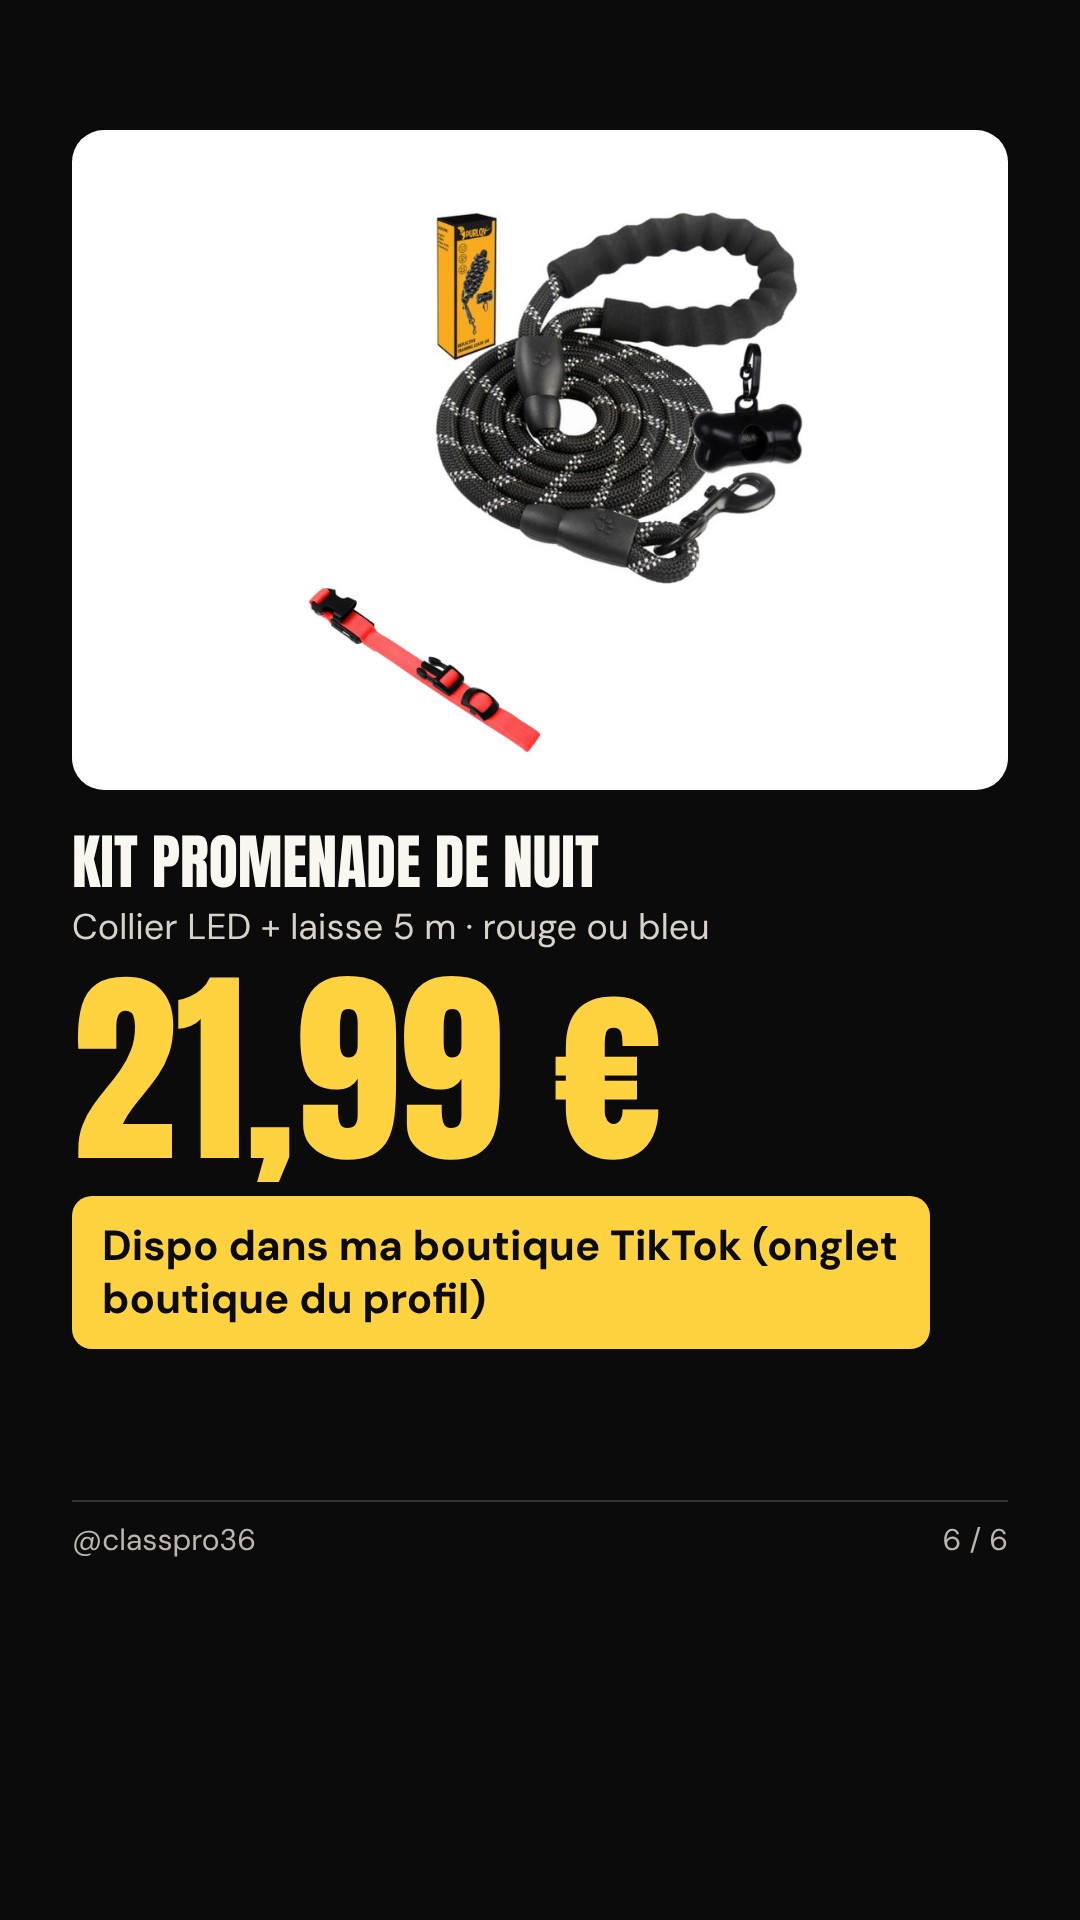 PURLOV
KIT PROMENADE DE NUIT
Collier LED + laisse 5 m · rouge ou bleu
21,99 €
Dispo dans ma boutique TikTok (onglet
boutique du profil)
@classpro36
6 / 6